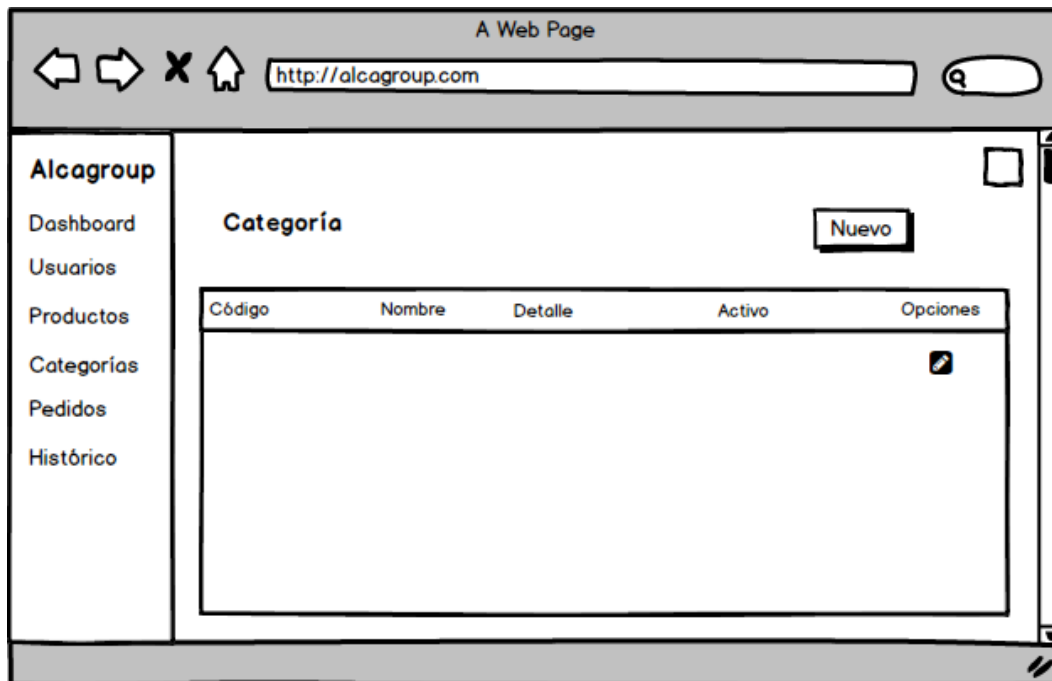 A Web Page
http://alcagroup.com
Alcagroup
Dashboard
Usuarios
Productos
Categorías
Pedidos
Histórico
Categoría
Nuevo
Código Nombre Detalle Activo Opciones